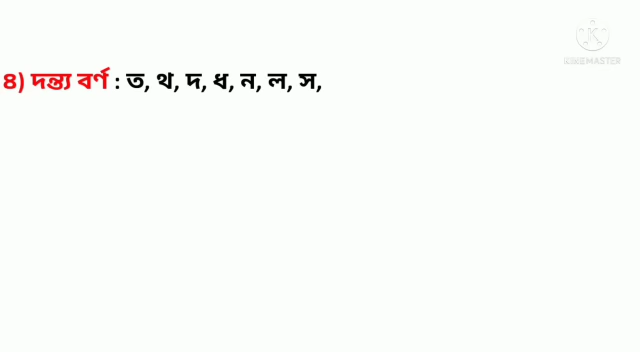 ৪) দন্ত্য বর্ণ : ত, থ, দ, ধ, ন, ল, স,
KINEMASTER